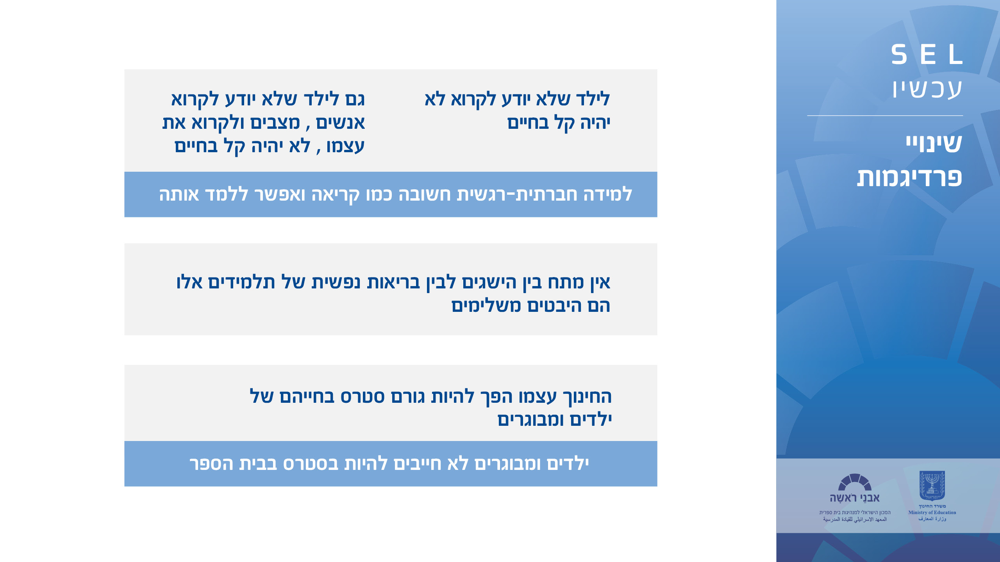 SEL
עכשיו
שינויי
פרדיגמות
לילד שלא יודע לקרוא לא
יהיה קל בחיים
גם לילד שלא יודע לקרוא
אנשים , מצבים ולקרוא את
עצמו , לא יהיה קל בחיים
למידה חברתית-רגשית חשובה כמו קריאה ואפשר ללמד אותה
אין מתח בין הישגים לבין בריאות נפשית של תלמידים אלו
הם היבטים משלימים
החינוך עצמו הפך להיות גורם סטרס בחייהם של
ילדים ומבוגרים
ילדים ומבוגרים לא חייבים להיות בסטרס בבית הספר
משרד החינוך
Ministry of Education
وزارة المعارف
אבנֵי רֹאשָה
המכון הישראלי למנהיגות בית ספרית
المعهد الاسرائيلي للقيادة المدرسية